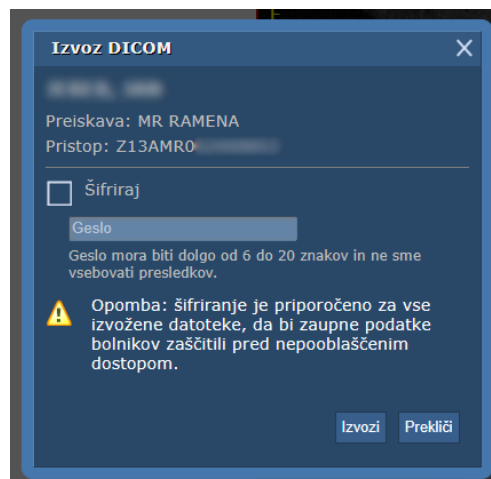 Izvoz DICOM
Preiskava: MR RAMENA
Pristop: Z13AMR0
Šifriraj
Geslo
Geslo mora biti dolgo od 6 do 20 znakov in ne sme
vsebovati presledkov.
Opomba: šifriranje je priporočeno za vse
izvožene datoteke, da bi zaupne podatke
bolnikov zaščitili pred nepooblaščenim
dostopom.
Izvozi Prekliči